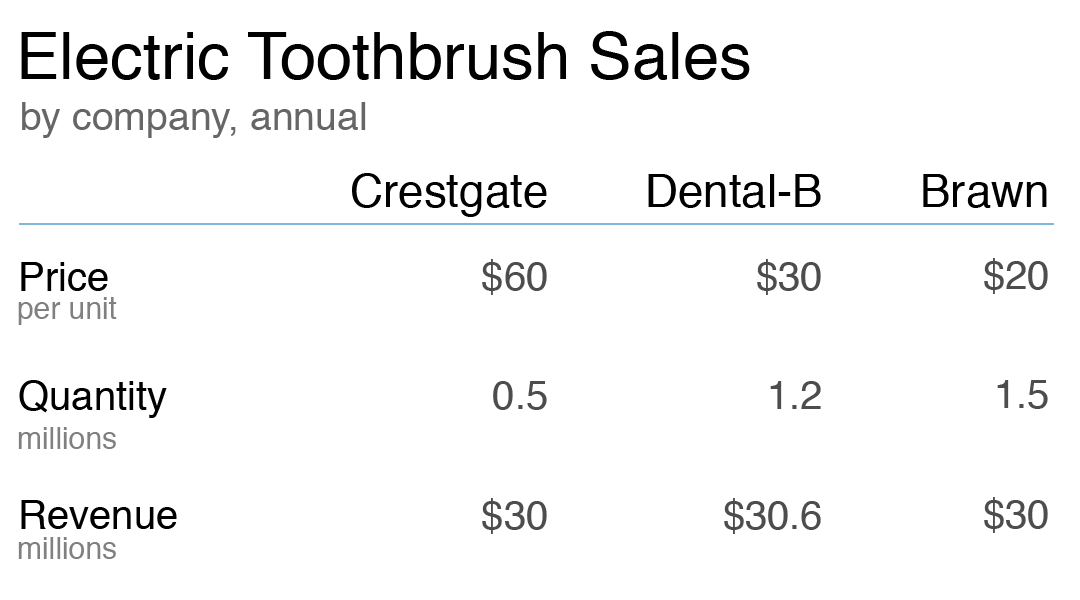 Electric Toothbrush Sales
by company, annual
Crestgate Dental-B Brawn
Price $60 $30 $20
per unit
Quantity 0.5 1.2 1.5
millions
Revenue $30 $30.6 $30
millions